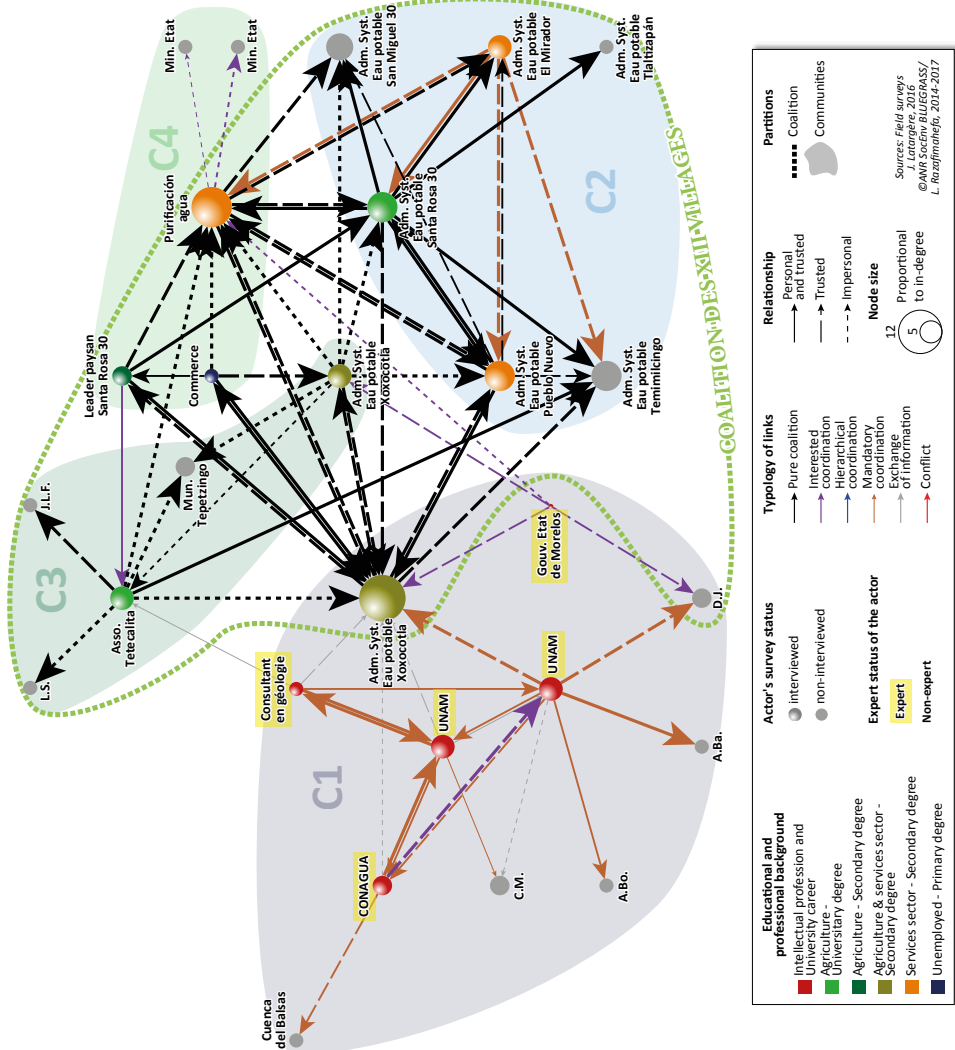 C4
Min. Etat
Min. Etat
Adm. Syst.
Eau potable
San Miguel 30
Adm. Syst.
Eau potable
El Mirador
Adm. Syst.
Eau potable
Tlaltizapán
Purificación
agua
Adm. Syst.
Eau potable
Santa Rosa 30
C2
COALITION DES XIII VILLAGES
Leader paysan
Santa Rosa 30
Commerce
Adm. Syst.
Eau potable
Xoxocotla
Adm. Syst.
Eau potable
Pueblo Nuevo
Adm. Syst.
Eau potable
Temimilcingo
C3
J.L.F.
Mun.
Tepetzingo
L.S.
Asso.
Tetecalita
Adm. Syst.
Eau potable
Xoxocotla
Gouv. Etat
de Morelos
D.J.
Consultant
en géologie
UNAM
UNAM
C1
CONAGUA
C.M.
A.Bo.
A.Ba.
Cuenca
del Balsas
Educational and
professional background
Intellectual profession and
University career
Agriculture -
Universitary degree
Agriculture - Secondary degree
Agriculture & services sector -
Secondary degree
Services sector - Secondary degree
Unemployed - Primary degree
Actor's survey status
interviewed
non-interviewed
Expert status of the actor
Expert
Non-expert
Typology of links
Pure coalition
Interested
coordination
Hierarchical
coordination
Mandatory
coordination
Exchange
of information
Conflict
Relationship
Personal
and trusted
Trusted
Impersonal
Node size
12
5
Proportional
to in-degree
Partitions
Coalition
Communities
Sources: Field surveys
J. Latargère, 2016
©ANR SocEnv BLUEGRASS/
L. Razafimahefa, 2014-2017